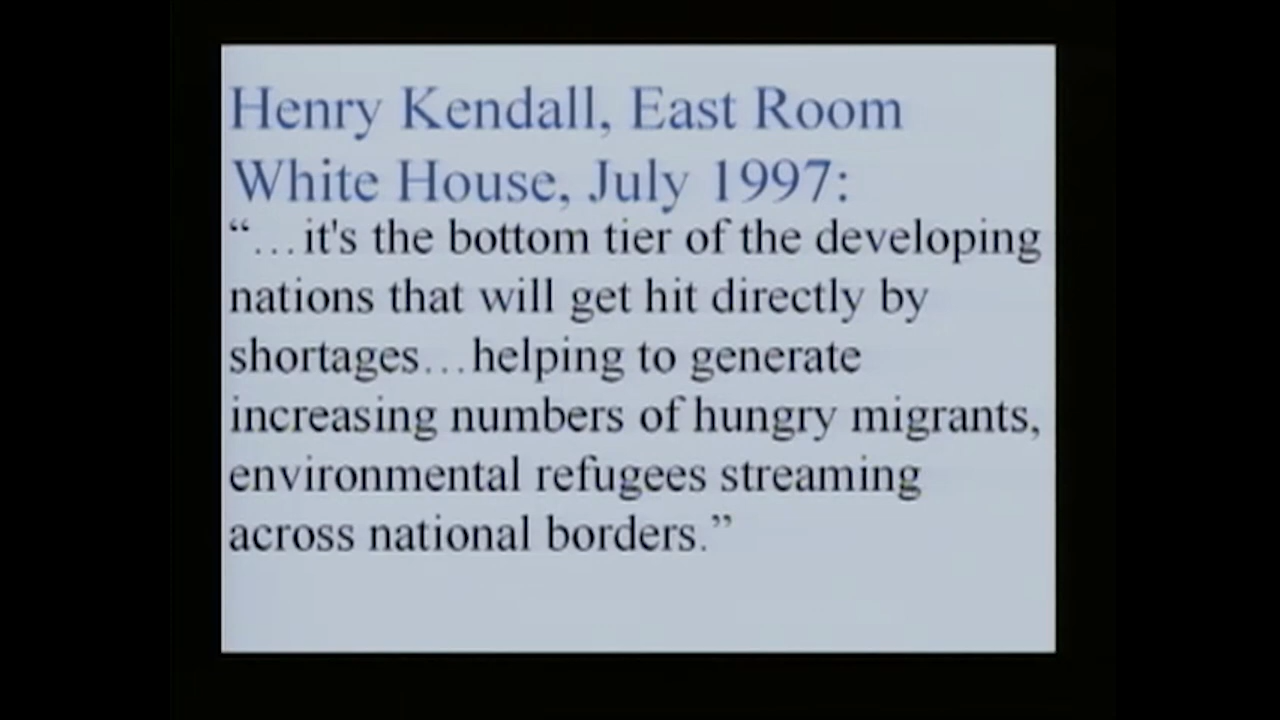 Henry Kendall, East Room
White House, July 1997:
“…it's the bottom tier of the developing
nations that will get hit directly by
shortages…helping to generate
increasing numbers of hungry migrants,
environmental refugees streaming
across national borders.”